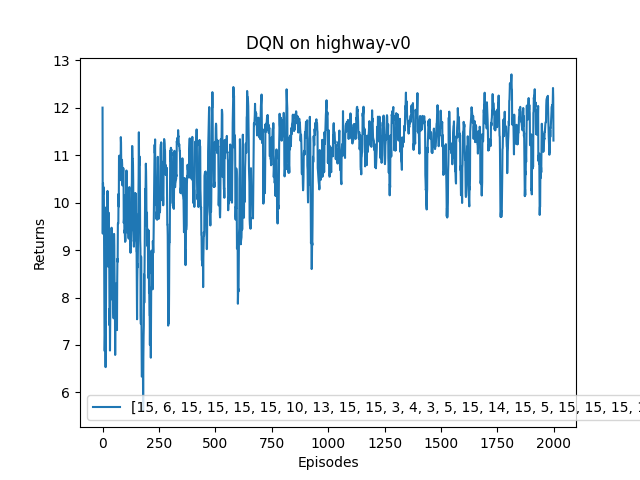 DQN on highway-v0
13
12
11
10
9
8
7
6
Returns
[15, 6, 15, 15, 15, 15, 10, 13, 15, 15, 3, 4, 3, 5, 15, 14, 15, 5, 15, 15, 15,
0 250 500 750 1000 1250 1500 1750 2000
Episodes